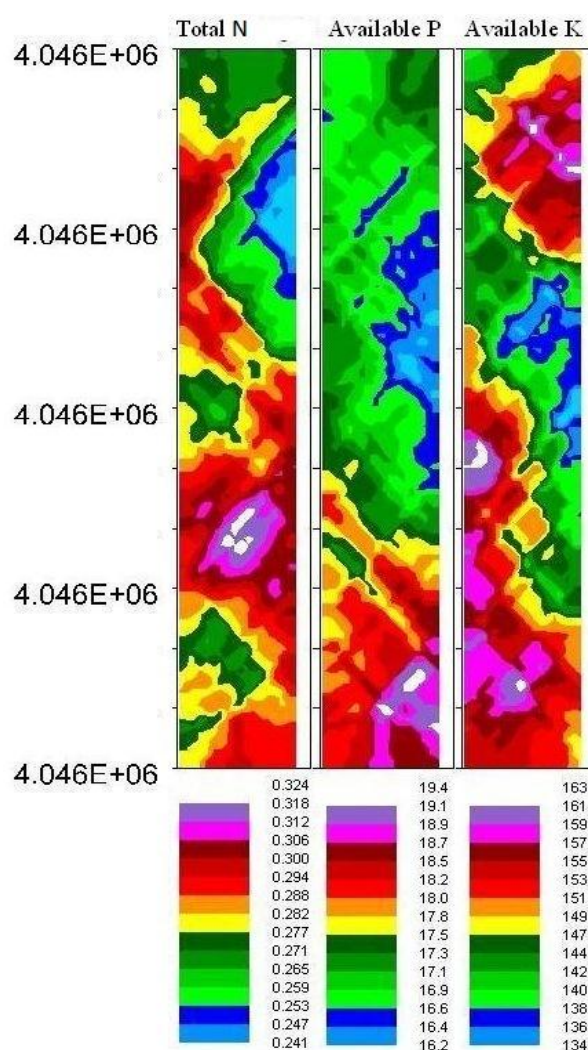 Total N Available P Available K
4.046E+06
4.046E+06
4.046E+06
4.046E+06
4.046E+06
0.324 19.4 163
0.318 19.1 161
0.312 18.9 159
0.306 18.7 157
0.300 18.5 155
0.294 18.2 153
0.288 18.0 151
0.282 17.8 149
0.277 17.5 147
0.271 17.3 144
0.265 17.1 142
0.259 16.9 140
0.253 16.6 138
0.247 16.4 136
0.241 16.2 134